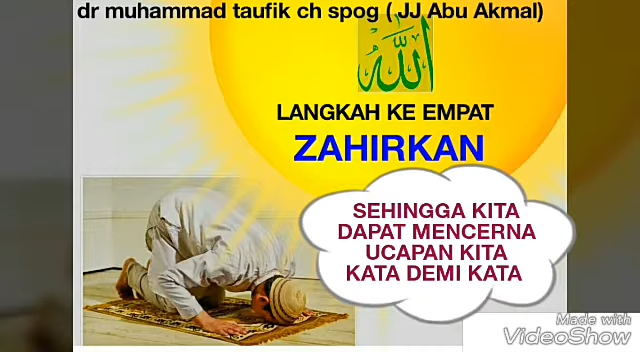 dr muhammad taufik ch spog ( JJ Abu Akmal)
الله
LANGKAH KE EMPAT
ZAHIRKAN
SEHINGGA KITA
DAPAT MENCERNA
UCAPAN KITA
KATA DEMI KATA
Made with
VideoShow